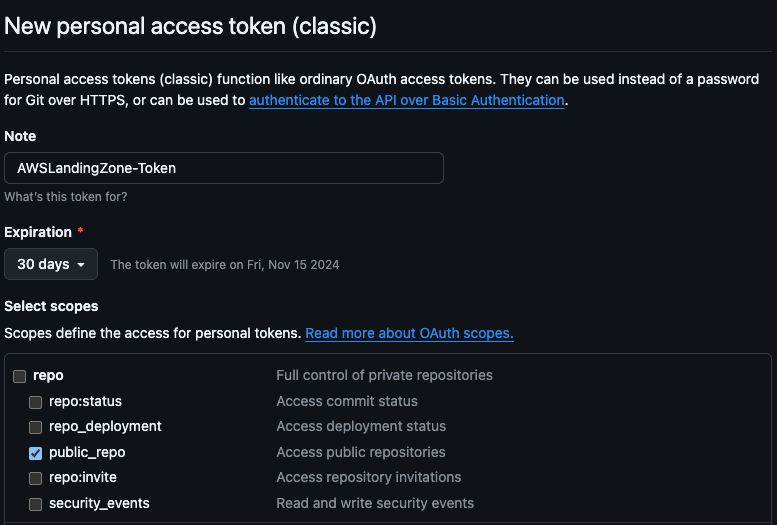 New personal access token (classic)
Personal access tokens (classic) function like ordinary OAuth access tokens. They can be used instead of a password
for Git over HTTPS, or can be used to authenticate to the API over Basic Authentication.
Note
AWSLandingZone-Token
What's this token for?
Expiration *
30 days The token will expire on Fri, Nov 15 2024
Select scopes
Scopes define the access for personal tokens. Read more about OAuth scopes.
repo Full control of private repositories
repo:status Access commit status
repo_deployment Access deployment status
public_repo Access public repositories
repo:invite Access repository invitations
security_events Read and write security events